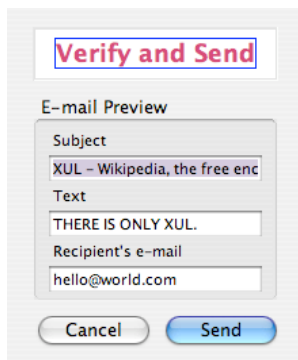 Verify and Send
E-mail Preview
Subject
XUL - Wikipedia, the free enc
Text
THERE IS ONLY XUL.
Recipient's e-mail
hello@world.com
Cancel
Send